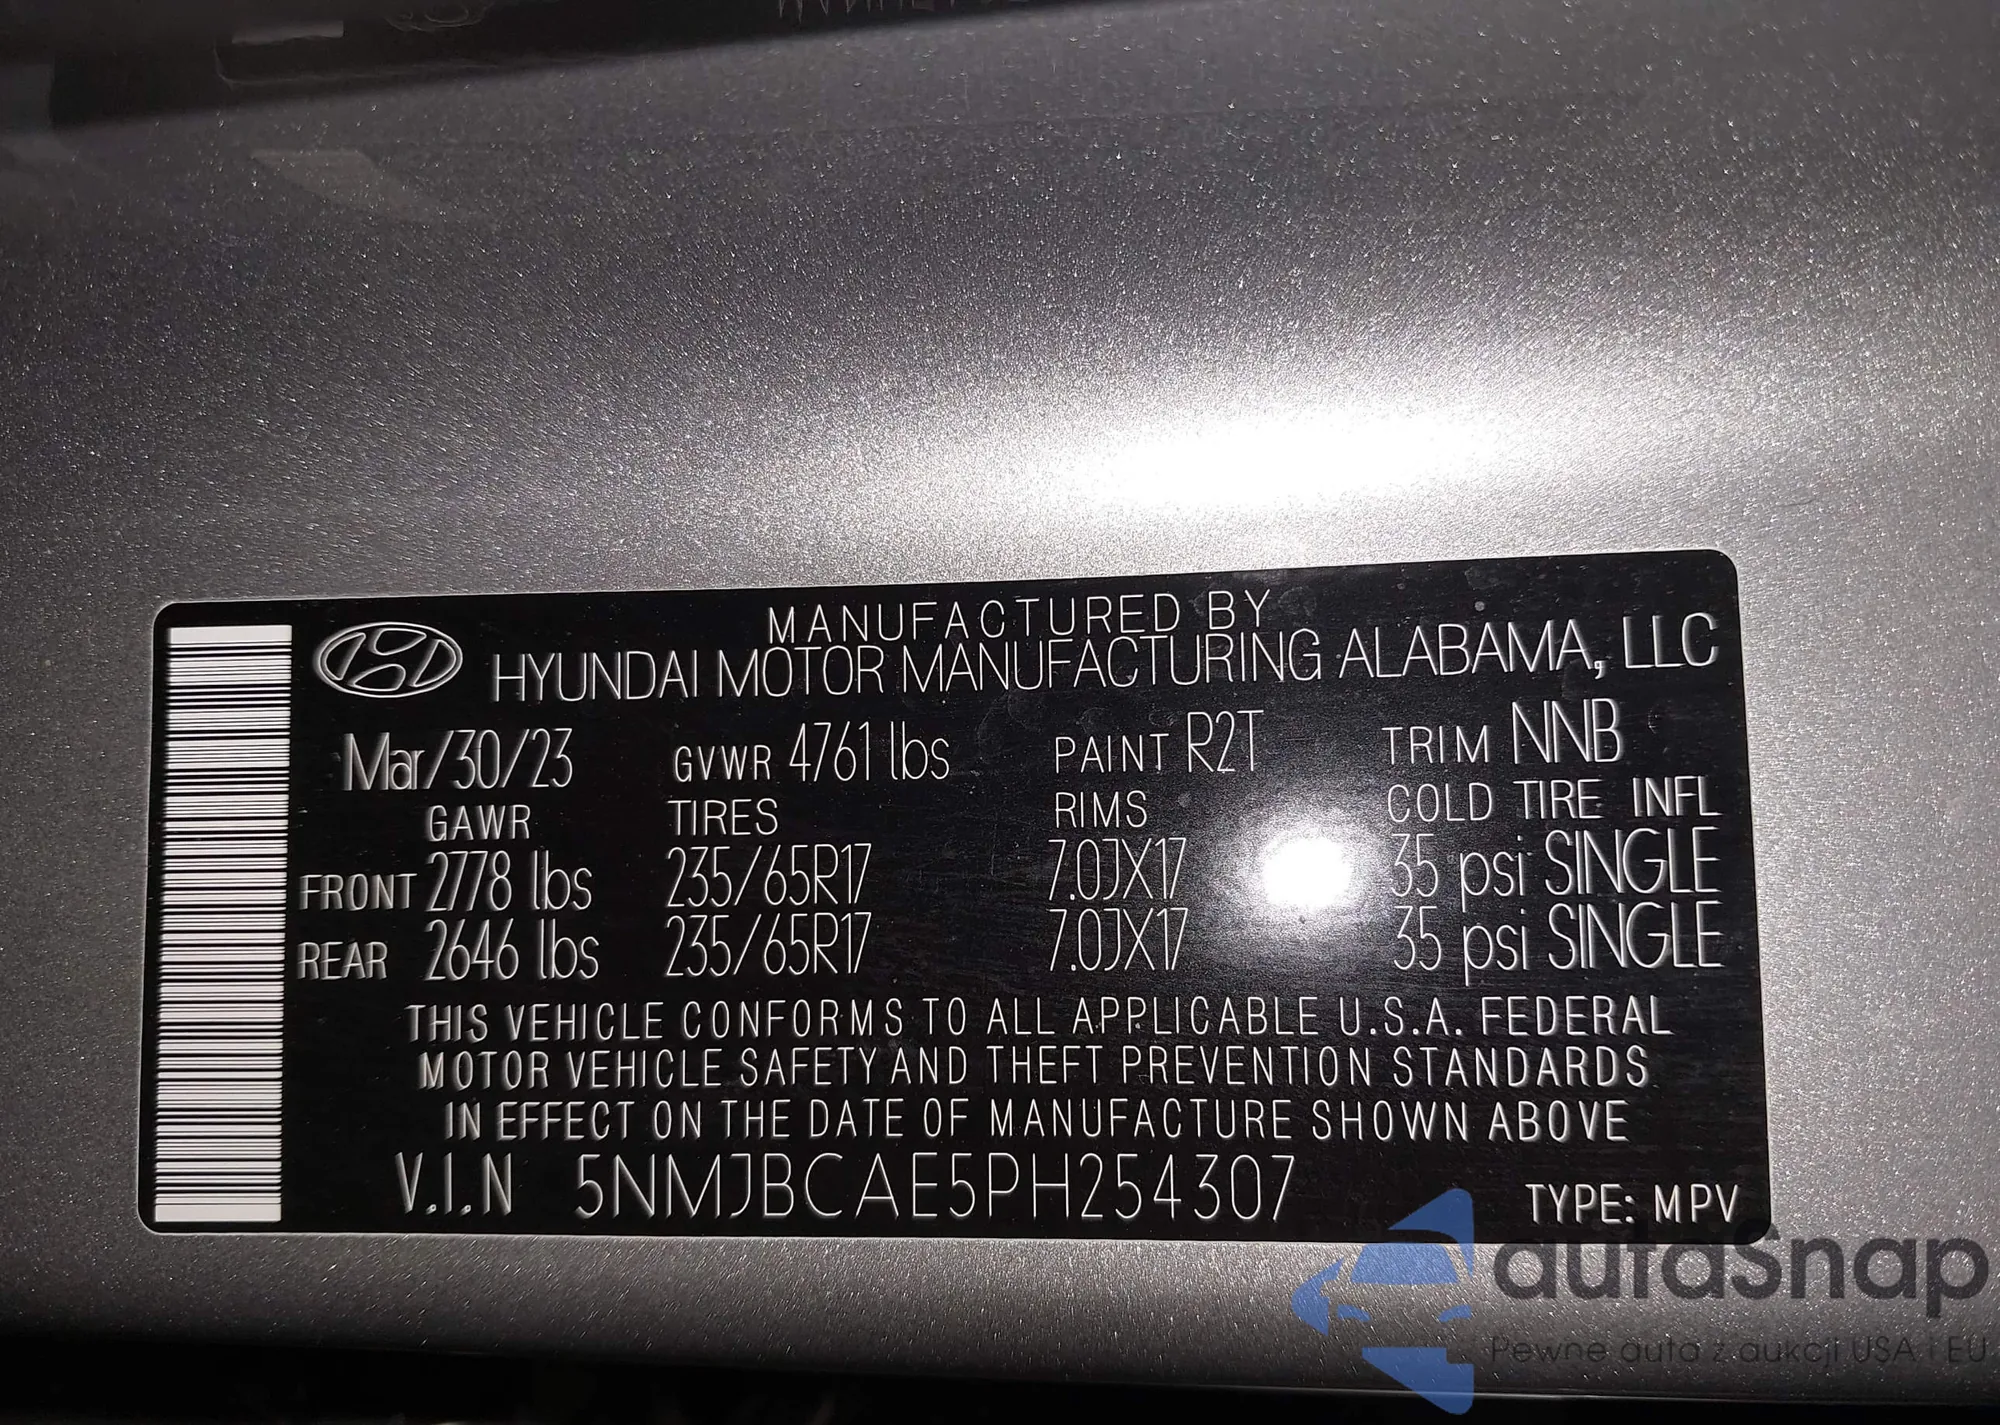 MANUFACTURED BY
HYUNDAI MOTOR MANUFACTURING ALABAMA, LLC
Mar/30/23 GVWR 4761 lbs PAINT R2T TRIM NNB
GAWR TIRES RIMS COLD TIRE INFL
FRONT 2778 lbs 235/65R17 7.0JX17 35 psi SINGLE
REAR 2646 lbs 235/65R17 7.0JX17 35 psi SINGLE
THIS VEHICLE CONFORMS TO ALL APPLICABLE U.S.A. FEDERAL
MOTOR VEHICLE SAFETY AND THEFT PREVENTION STANDARDS
IN EFFECT ON THE DATE OF MANUFACTURE SHOWN ABOVE
V.I.N 5NMJBCAE5PH254307 TYPE: MPV
autaSnap
Pewne auta z aukcji USA i EU